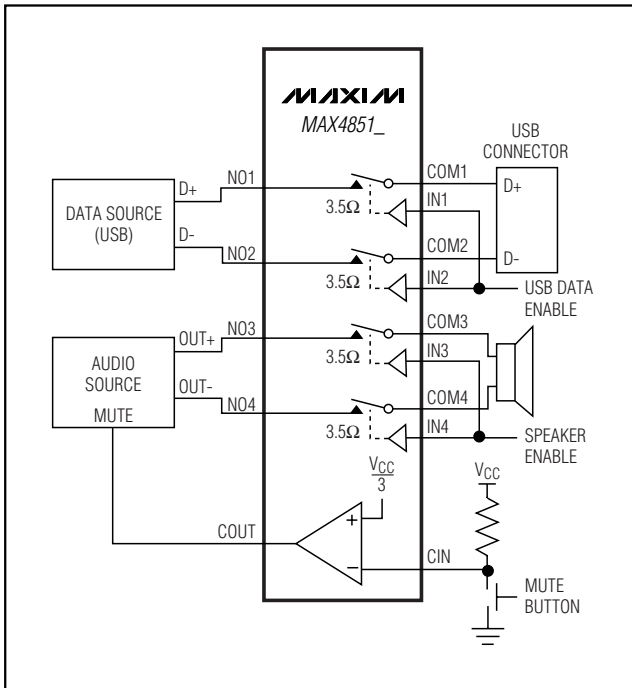 MAXIM
MAX4851_
USB
CONNECTOR
NO1
COM1
D+
D+
3.5Ω
IN1
DATA SOURCE
(USB)
D-
NO2
COM2
D-
3.5Ω
IN2
USB DATA
ENABLE
NO3
COM3
OUT+
3.5Ω
IN3
AUDIO
SOURCE
OUT-
NO4
COM4
MUTE
3.5Ω
IN4
SPEAKER
ENABLE
VCC
3
VCC
COUT
+
−
CIN
MUTE
BUTTON